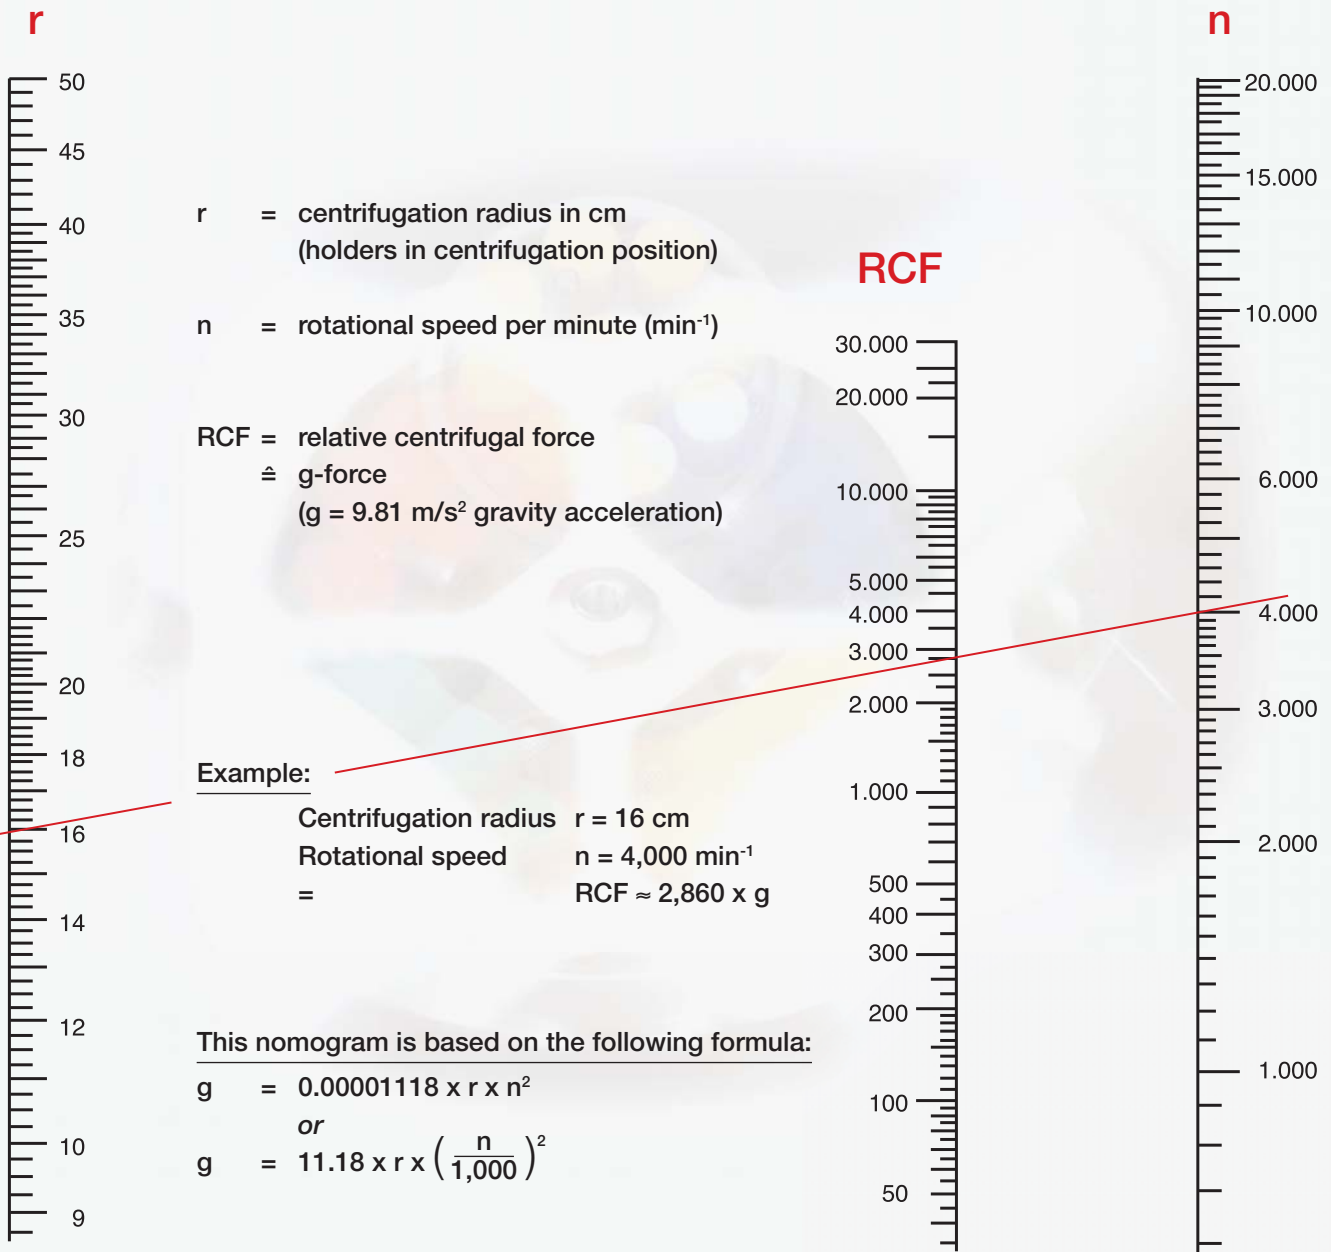 r
n
50
45
40
35
30
25
20
18
16
14
12
10
9
r = centrifugation radius in cm
(holders in centrifugation position)
n = rotational speed per minute (min⁻¹)
RCF = relative centrifugal force
≙ g-force
(g = 9.81 m/s² gravity acceleration)
Example:
Centrifugation radius r = 16 cm
Rotational speed n = 4,000 min⁻¹
= RCF ≈ 2,860 x g
This nomogram is based on the following formula:
g = 0.00001118 x r x n²
or
g = 11.18 x r x ( n / 1,000 )²
RCF
30.000
20.000
10.000
5.000
4.000
3.000
2.000
1.000
500
400
300
200
100
50
20.000
15.000
10.000
6.000
4.000
3.000
2.000
1.000